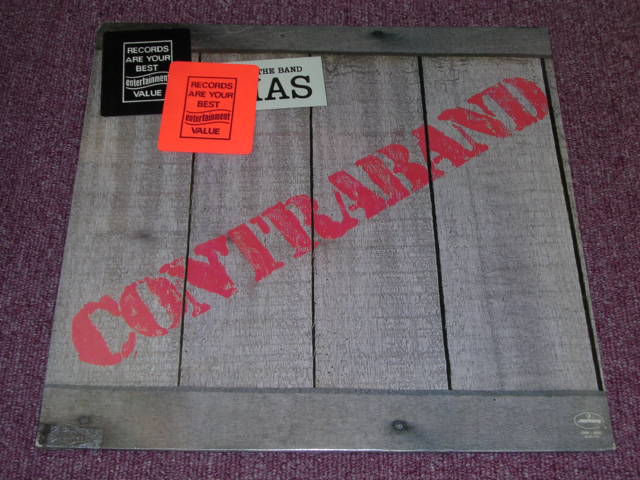 RECORDS
ARE YOUR
BEST
entertainment
VALUE
RECORDS
ARE YOUR
BEST
entertainment
VALUE
THE BAND
IAS
CONTRABAND